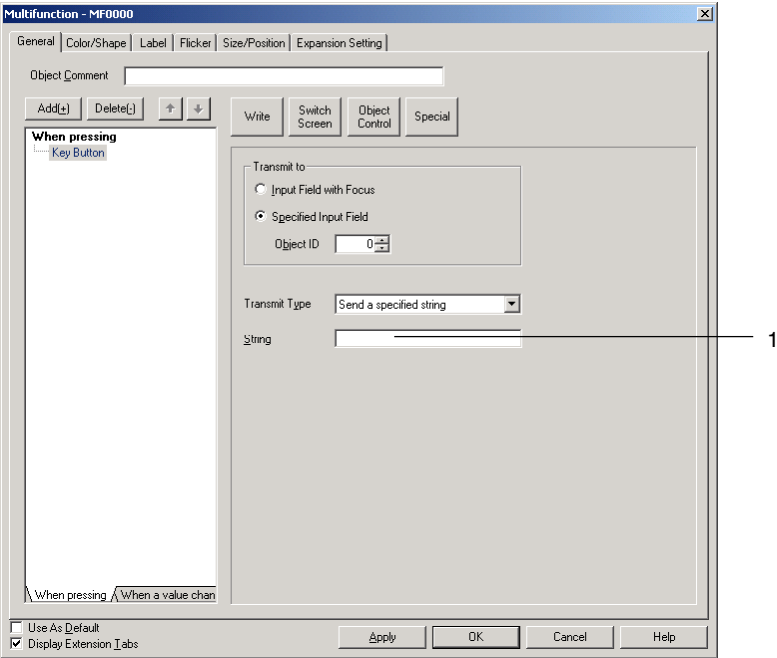 Multifunction - MF0000
General Color/Shape Label Flicker Size/Position Expansion Setting
Object Comment
Add(+) Delete(-)
Write Switch Screen Object Control Special
When pressing
Key Button
Transmit to
Input Field with Focus
Specified Input Field
Object ID 0
Transmit Type Send a specified string
String
1
When pressing When a value chan
Use As Default
Display Extension Tabs
Apply OK Cancel Help